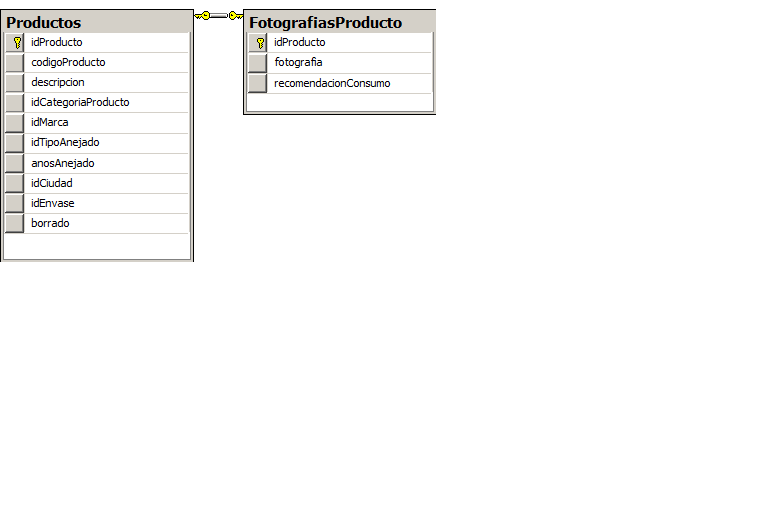 Productos
idProducto
codigoProducto
descripcion
idCategoriaProducto
idMarca
idTipoAnejado
anosAnejado
idCiudad
idEnvase
borrado
FotografiasProducto
idProducto
fotografia
recomendacionConsumo